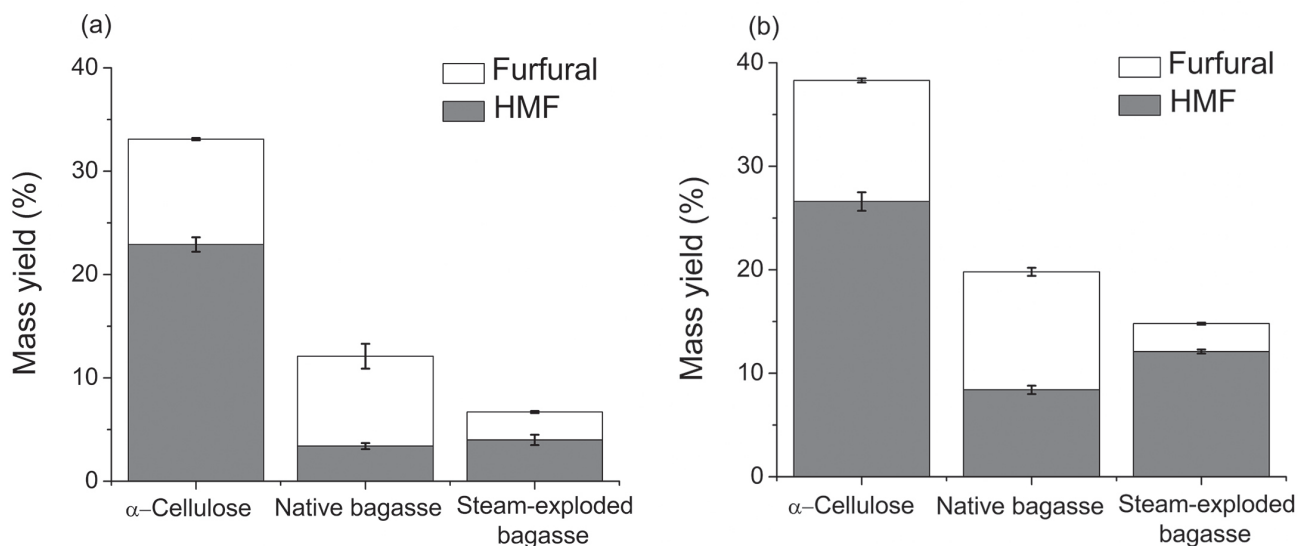 (a)
Furfural
HMF
Mass yield (%)
40
30
20
10
0
α–Cellulose
Native bagasse
Steam-exploded
bagasse
(b)
Furfural
HMF
Mass yield (%)
40
30
20
10
0
α–Cellulose
Native bagasse
Steam-exploded
bagasse